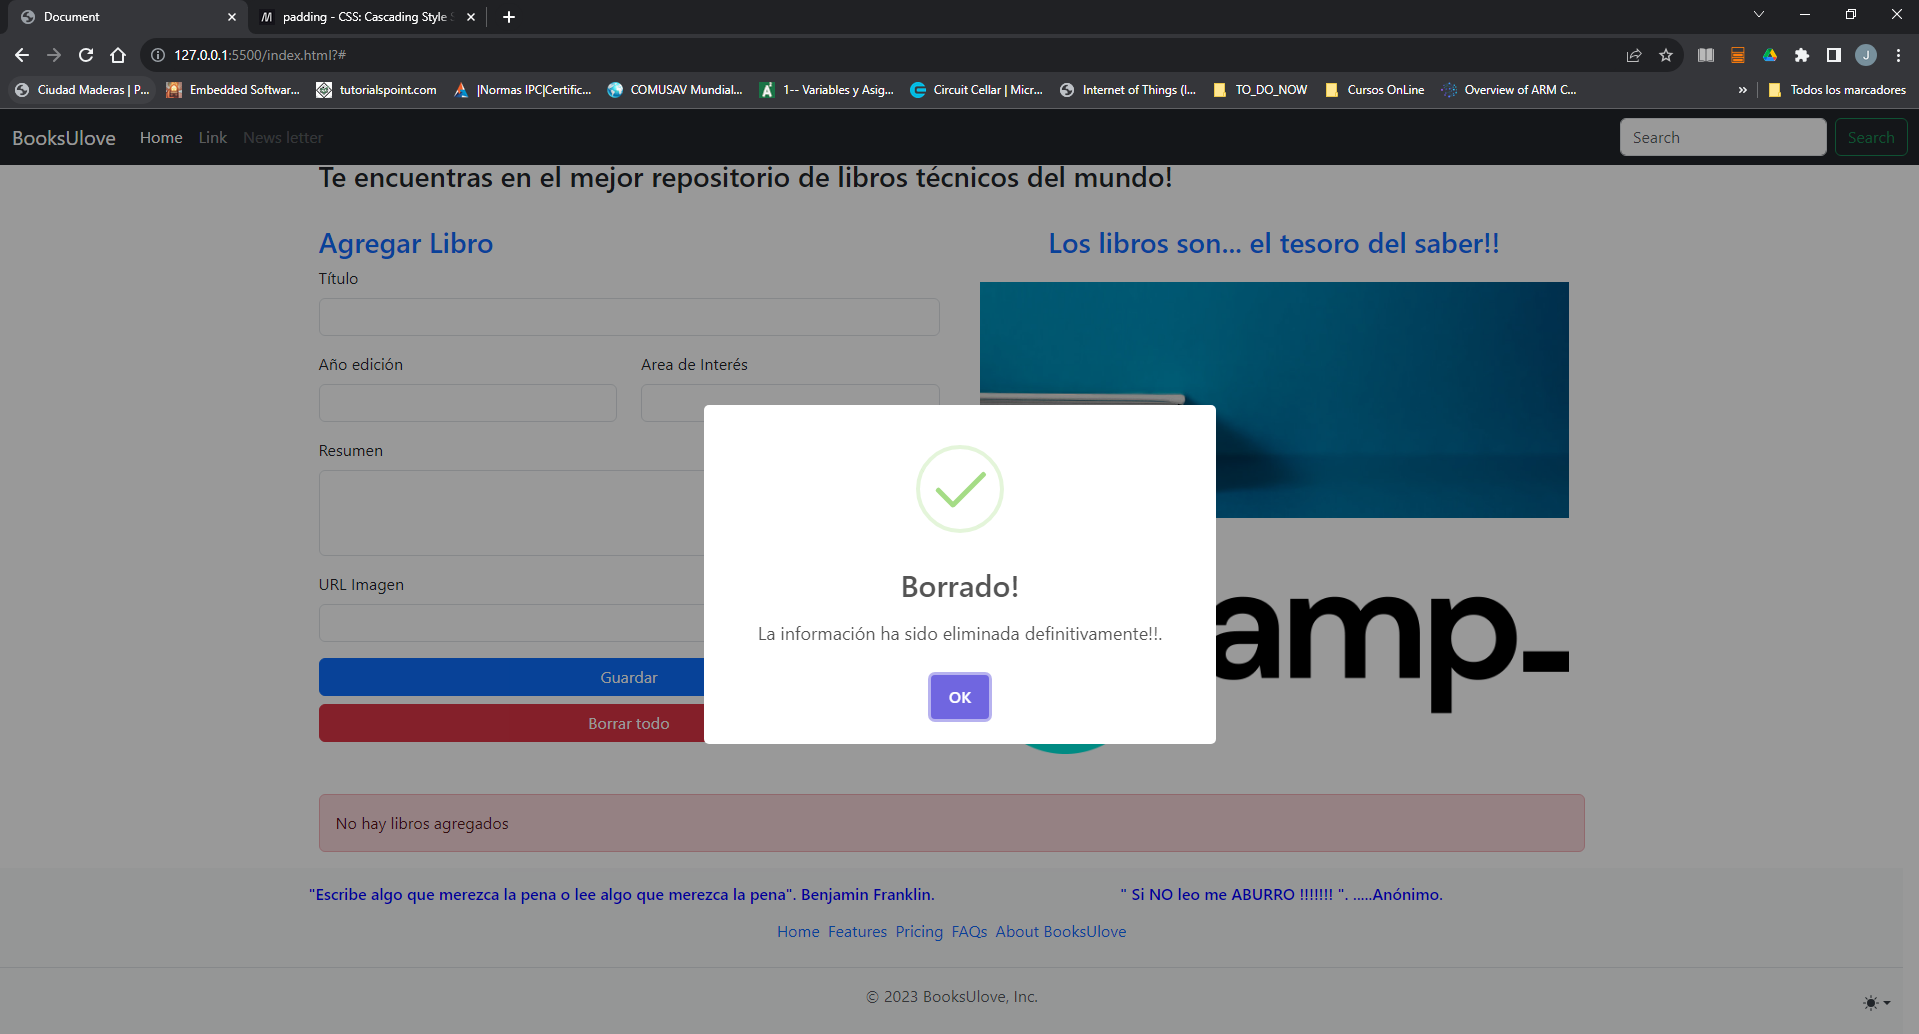 Document
padding - CSS: Cascading Style S
127.0.0.1:5500/index.html?#
Ciudad Maderas | P...
Embedded Softwar...
tutorialspoint.com
|Normas IPC|Certific...
COMUSAV Mundial...
1-- Variables y Asig...
Circuit Cellar | Micr...
Internet of Things (I...
TO_DO_NOW
Cursos OnLine
Overview of ARM C...
»
Todos los marcadores
BooksUlove
Home
Link
News letter
Search
Search
Te encuentras en el mejor repositorio de libros técnicos del mundo!
Agregar Libro
Los libros son... el tesoro del saber!!
Título
Año edición
Area de Interés
Resumen
URL Imagen
Guardar
Borrar todo
amp_
Borrado!
La información ha sido eliminada definitivamente!!.
OK
No hay libros agregados
"Escribe algo que merezca la pena o lee algo que merezca la pena". Benjamin Franklin.
" Si NO leo me ABURRO !!!!!!! ". .....Anónimo.
Home Features Pricing FAQs About BooksUlove
© 2023 BooksUlove, Inc.